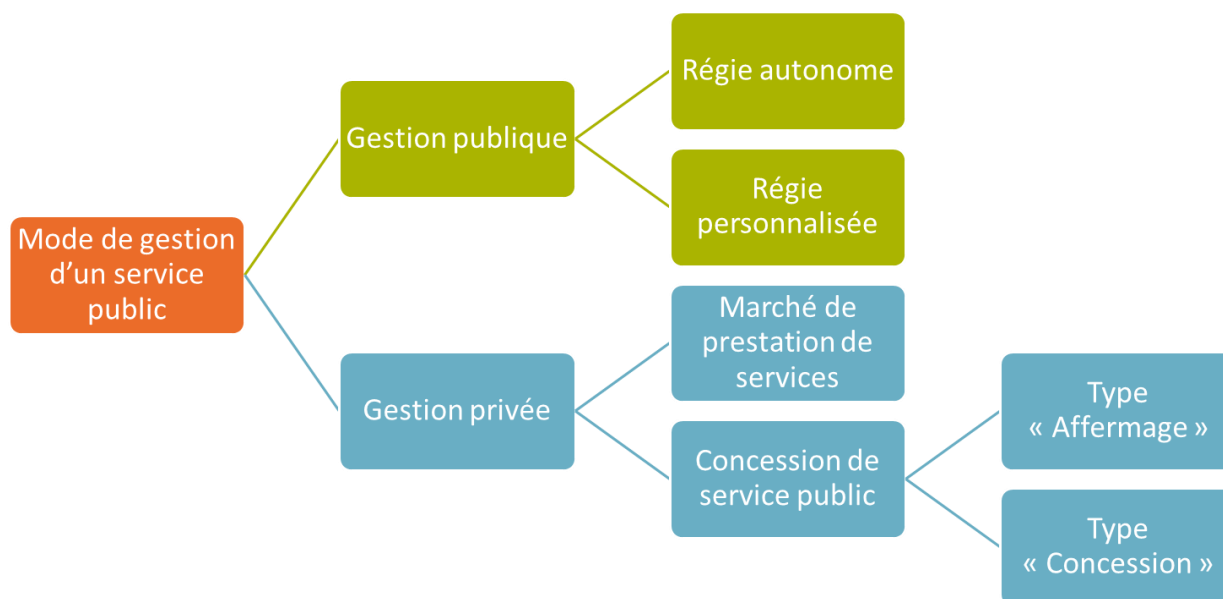 Mode de gestion
d’un service
public
Gestion publique
Régie autonome
Régie
personnalisée
Gestion privée
Marché de
prestation de
services
Concession de
service public
Type
« Affermage »
Type
« Concession »